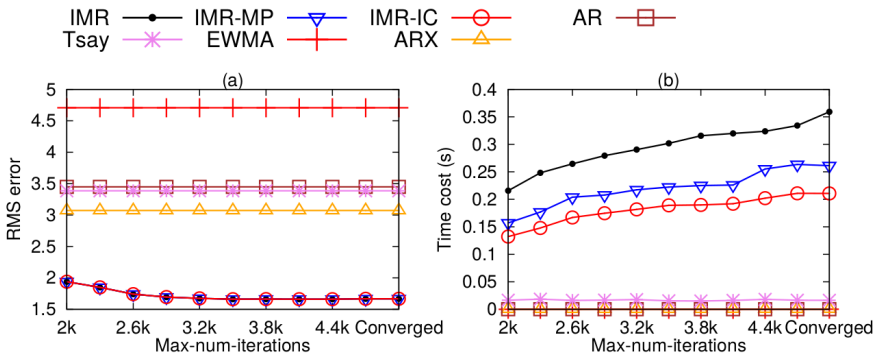 IMR IMR-MP IMR-IC AR
Tsay EWMA ARX
(a)
RMS error
5
4.5
4
3.5
3
2.5
2
1.5
2k 2.6k 3.2k 3.8k 4.4k Converged
Max-num-iterations
(b)
Time cost (s)
0.4
0.35
0.3
0.25
0.2
0.15
0.1
0.05
0
2k 2.6k 3.2k 3.8k 4.4k Converged
Max-num-iterations